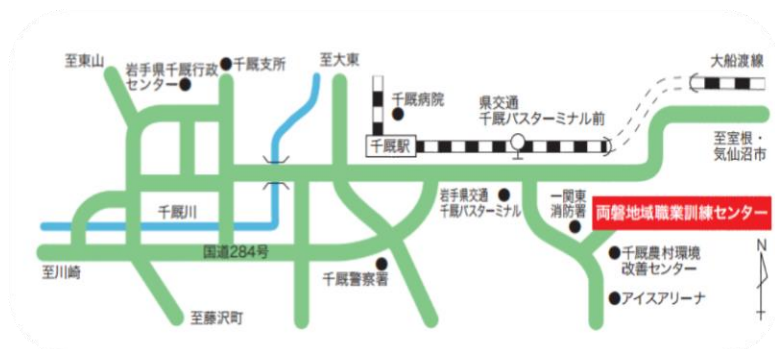 至東山
岩手県千厩行政
センター
千厩支所
至大東
千厩病院
県交通
千厩バスターミナル前
大船渡線
千厩駅
至室根・
気仙沼市
千厩川
岩手県交通
千厩バスターミナル
一関東
消防署
両磐地域職業訓練センター
国道284号
至川崎
千厩警察署
千厩農村環境
改善センター
N
アイスアリーナ
至藤沢町